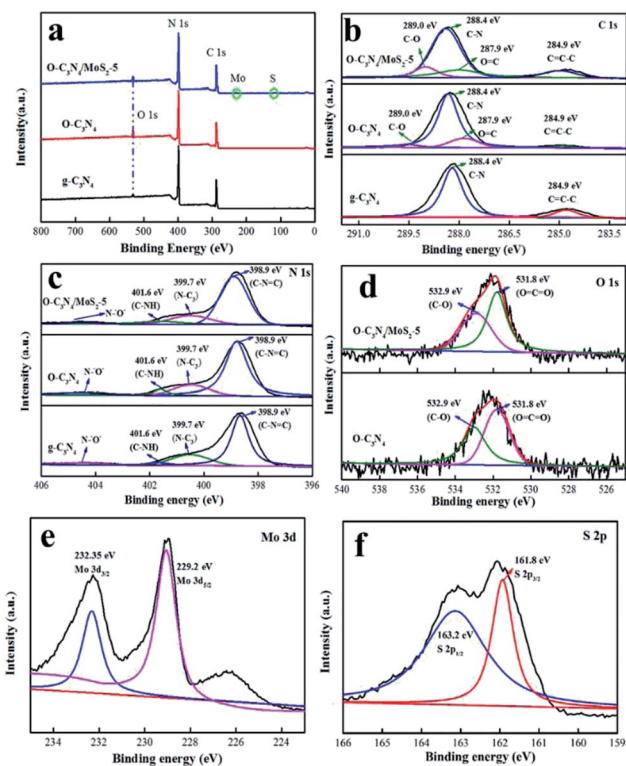 a
N 1s
C 1s
O-C₃N₄/MoS₂-5
Mo
S
O 1s
O-C₃N₄
g-C₃N₄
Intensity(a.u.)
800 700 600 500 400 300 200 100 0
Binding Energy (eV)
b
C 1s
289.0 eV
C-O
288.4 eV
C-N
287.9 eV
O=C
284.9 eV
C=C-C
O-C₃N₄/MoS₂-5
289.0 eV
C-O
288.4 eV
C-N
287.9 eV
O=C
284.9 eV
C=C-C
O-C₃N₄
288.4 eV
C-N
284.9 eV
C=C-C
g-C₃N₄
Intensity (a.u.)
291.0 289.0 287.0 285.0 283.0
Binding energy (eV)
c
N 1s
O-C₃N₄/MoS₂-5
N-O⁻
401.6 eV
(C-NH)
399.7 eV
(N-C₃)
398.9 eV
(C-N=C)
O-C₃N₄
N-O⁻
401.6 eV
(C-NH)
399.7 eV
(N-C₃)
398.9 eV
(C-N=C)
g-C₃N₄
N-O⁻
401.6 eV
(C-NH)
399.7 eV
(N-C₃)
398.9 eV
(C-N=C)
Intensity (a.u.)
406 404 402 400 398 396
Binding energy (eV)
d
O 1s
532.9 eV
(C-O)
531.8 eV
(O=C=O)
O-C₃N₄/MoS₂-5
532.9 eV
(C-O)
531.8 eV
(O=C=O)
O-C₃N₄
Intensity (a.u.)
540 538 536 534 532 530 528 526
Binding energy (eV)
e
Mo 3d
232.35 eV
Mo 3d₃/₂
229.2 eV
Mo 3d₅/₂
Intensity (a.u.)
234 232 230 228 226 224
Binding energy (eV)
f
S 2p
161.8 eV
S 2p₃/₂
163.2 eV
S 2p₁/₂
Intensity (a.u.)
166 165 164 163 162 161 160 159
Binding energy (eV)